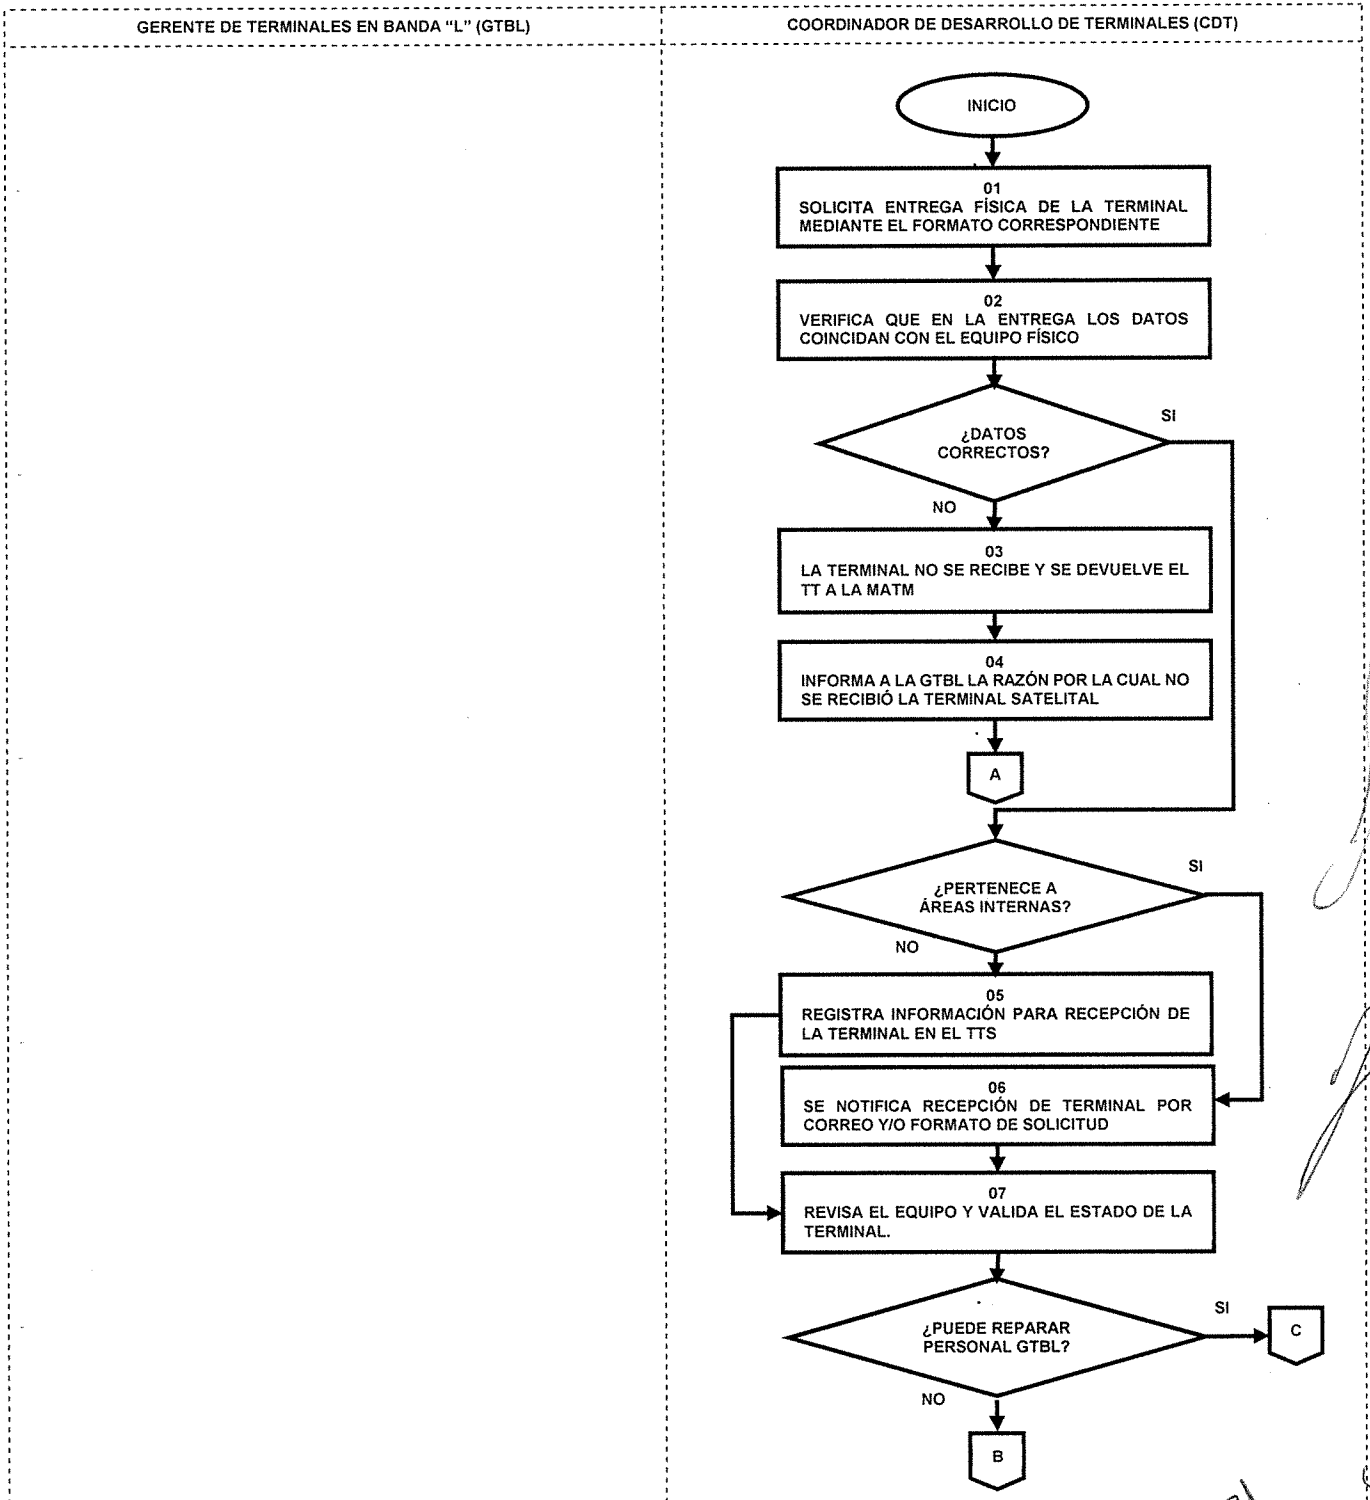 GERENTE DE TERMINALES EN BANDA “L” (GTBL)
COORDINADOR DE DESARROLLO DE TERMINALES (CDT)
INICIO
01
SOLICITA ENTREGA FÍSICA DE LA TERMINAL
MEDIANTE EL FORMATO CORRESPONDIENTE
02
VERIFICA QUE EN LA ENTREGA LOS DATOS
COINCIDAN CON EL EQUIPO FÍSICO
SI
¿DATOS
CORRECTOS?
NO
03
LA TERMINAL NO SE RECIBE Y SE DEVUELVE EL
TT A LA MATM
04
INFORMA A LA GTBL LA RAZÓN POR LA CUAL NO
SE RECIBIÓ LA TERMINAL SATELITAL
A
SI
¿PERTENECE A
ÁREAS INTERNAS?
NO
05
REGISTRA INFORMACIÓN PARA RECEPCIÓN DE
LA TERMINAL EN EL TTS
06
SE NOTIFICA RECEPCIÓN DE TERMINAL POR
CORREO Y/O FORMATO DE SOLICITUD
07
REVISA EL EQUIPO Y VALIDA EL ESTADO DE LA
TERMINAL.
SI
¿PUEDE REPARAR
PERSONAL GTBL?
C
NO
B